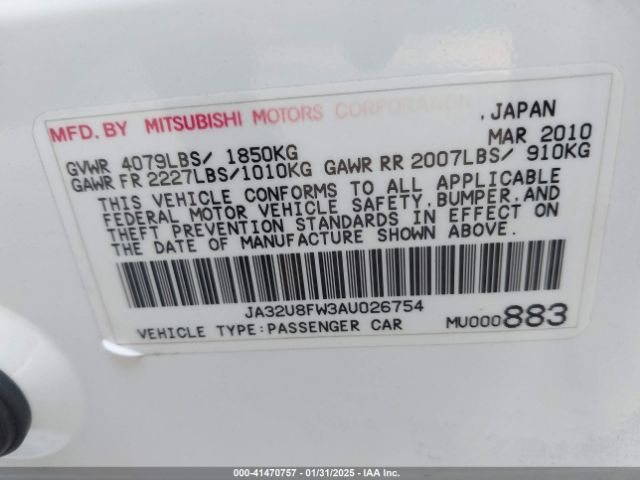 MFD. BY MITSUBISHI MOTORS CORPORATION, JAPAN
MAR 2010
GVWR 4079LBS/ 1850KG
GAWR FR 2227LBS/1010KG GAWR RR 2007LBS/ 910KG
THIS VEHICLE CONFORMS TO ALL APPLICABLE
FEDERAL MOTOR VEHICLE SAFETY, BUMPER, AND
THEFT PREVENTION STANDARDS IN EFFECT ON
THE DATE OF MANUFACTURE SHOWN ABOVE.
JA32U8FW3AU026754
VEHICLE TYPE: PASSENGER CAR MU000883
000-41470757 - 01/31/2025 - IAAI.CA